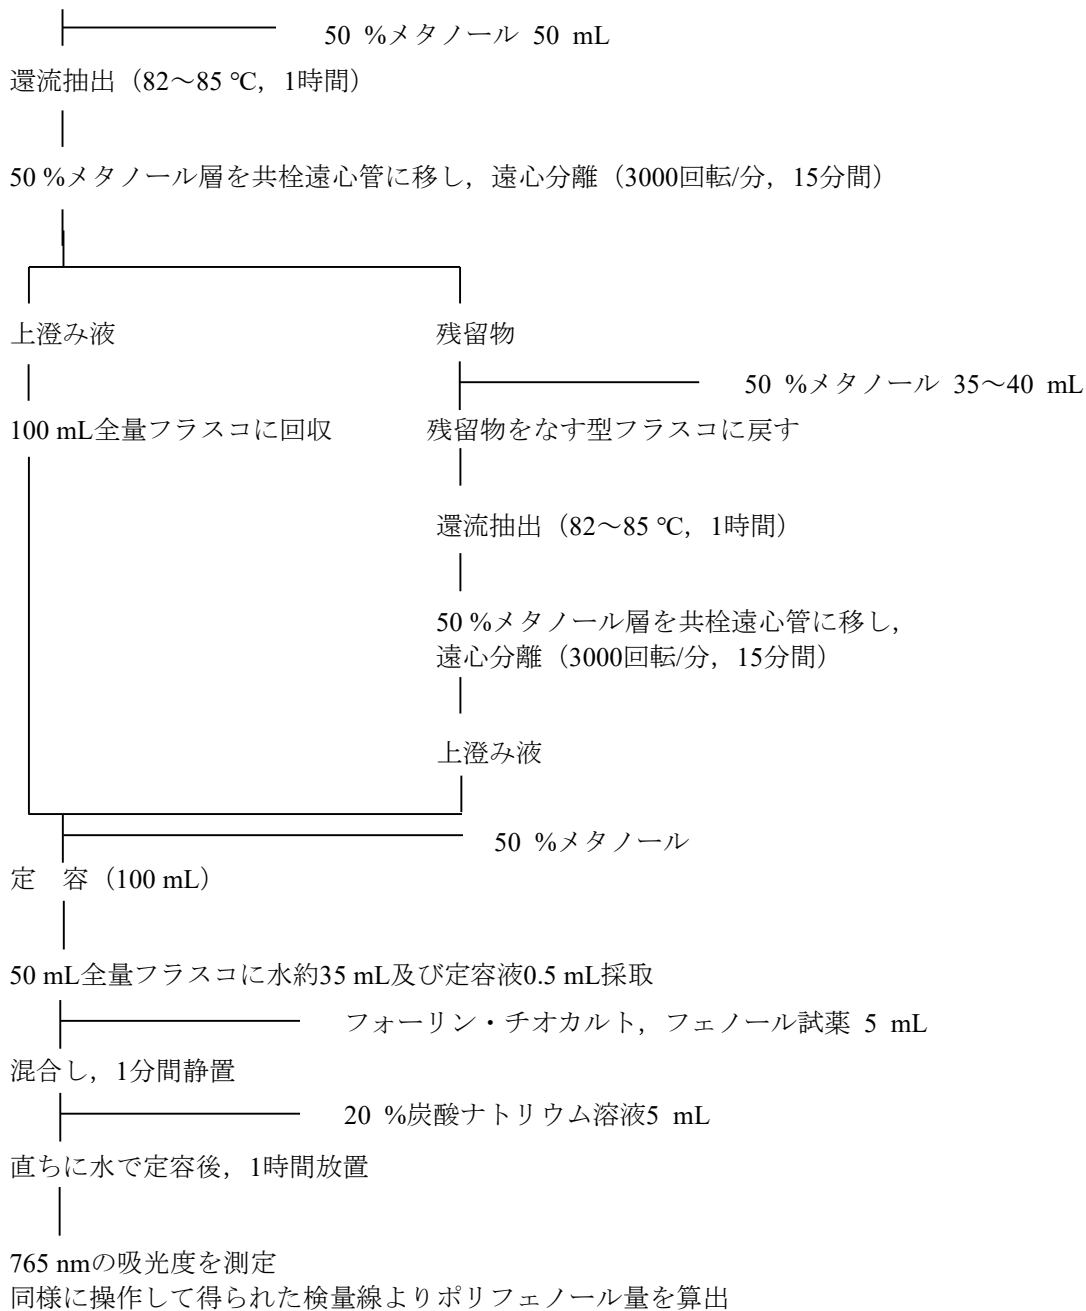 50 %メタノール 50 mL
還流抽出（82～85 ℃，1時間）
50 %メタノール層を共栓遠心管に移し，遠心分離（3000回転/分，15分間）
上澄み液
残留物
50 %メタノール 35～40 mL
100 mL全量フラスコに回収
残留物をなす型フラスコに戻す
還流抽出（82～85 ℃，1時間）
50 %メタノール層を共栓遠心管に移し，
遠心分離（3000回転/分，15分間）
上澄み液
50 %メタノール
定　容（100 mL）
50 mL全量フラスコに水約35 mL及び定容液0.5 mL採取
フォーリン・チオカルト，フェノール試薬 5 mL
混合し，1分間静置
20 %炭酸ナトリウム溶液5 mL
直ちに水で定容後，1時間放置
765 nmの吸光度を測定
同様に操作して得られた検量線よりポリフェノール量を算出